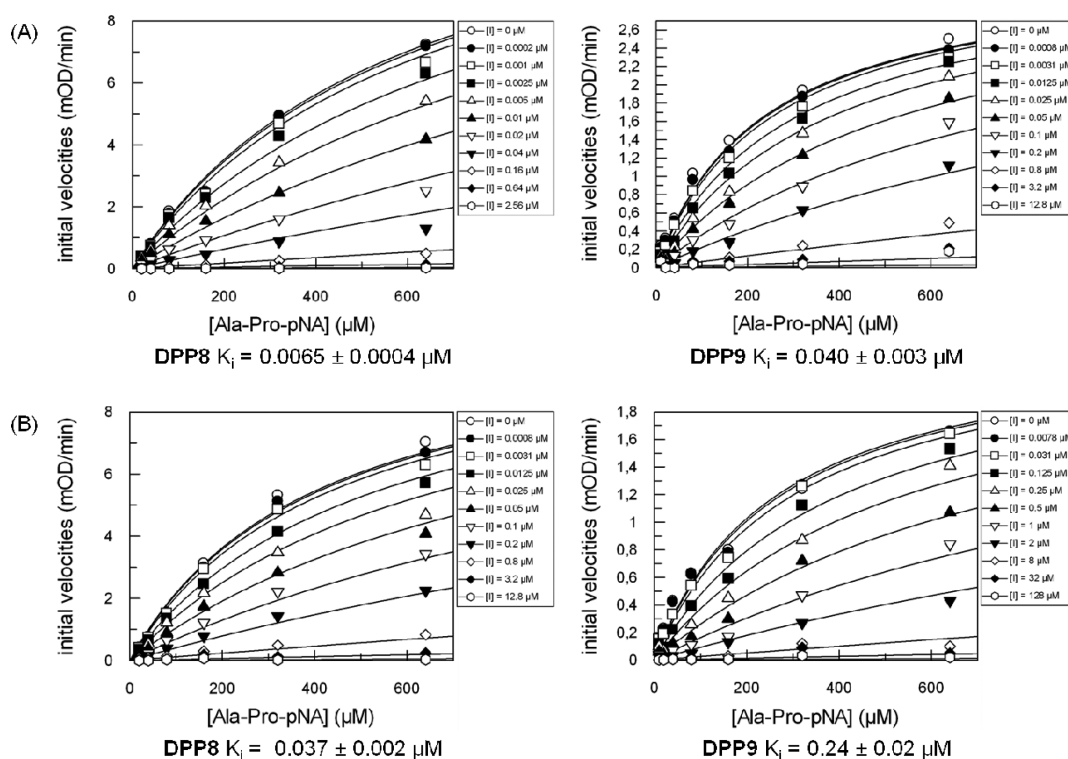 (A)
initial velocities (mOD/min)
8
6
4
2
0
0 200 400 600
[Ala-Pro-pNA] (µM)
[I] = 0 µM
[I] = 0.0002 µM
[I] = 0.001 µM
[I] = 0.0025 µM
[I] = 0.005 µM
[I] = 0.01 µM
[I] = 0.02 µM
[I] = 0.04 µM
[I] = 0.16 µM
[I] = 0.64 µM
[I] = 2.56 µM
DPP8 Ki = 0.0065 ± 0.0004 µM
initial velocities (mOD/min)
2,6
2,4
2,2
2
1,8
1,6
1,4
1,2
1
0,8
0,6
0,4
0,2
0
0 200 400 600
[Ala-Pro-pNA] (µM)
[I] = 0 µM
[I] = 0.0008 µM
[I] = 0.0031 µM
[I] = 0.0125 µM
[I] = 0.025 µM
[I] = 0.05 µM
[I] = 0.1 µM
[I] = 0.2 µM
[I] = 0.8 µM
[I] = 3.2 µM
[I] = 12.8 µM
DPP9 Ki = 0.040 ± 0.003 µM
(B)
initial velocities (mOD/min)
8
6
4
2
0
0 200 400 600
[Ala-Pro-pNA] (µM)
[I] = 0 µM
[I] = 0.0008 µM
[I] = 0.0031 µM
[I] = 0.0125 µM
[I] = 0.025 µM
[I] = 0.05 µM
[I] = 0.1 µM
[I] = 0.2 µM
[I] = 0.8 µM
[I] = 3.2 µM
[I] = 12.8 µM
DPP8 Ki = 0.037 ± 0.002 µM
initial velocities (mOD/min)
1,8
1,6
1,4
1,2
1
0,8
0,6
0,4
0,2
0
0 200 400 600
[Ala-Pro-pNA] (µM)
[I] = 0 µM
[I] = 0.0078 µM
[I] = 0.031 µM
[I] = 0.125 µM
[I] = 0.25 µM
[I] = 0.5 µM
[I] = 1 µM
[I] = 2 µM
[I] = 8 µM
[I] = 32 µM
[I] = 128 µM
DPP9 Ki = 0.24 ± 0.02 µM